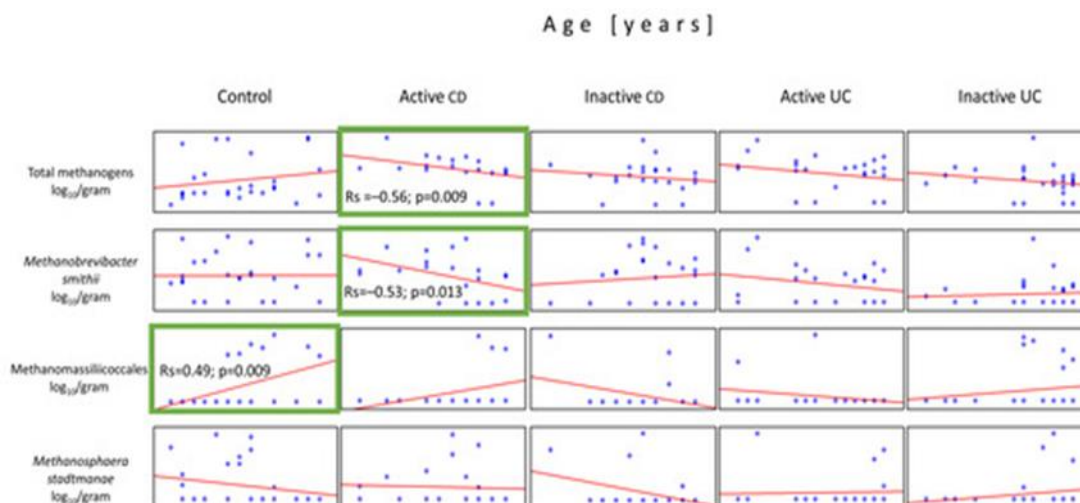 Age [years]
Control Active CD Inactive CD Active UC Inactive UC
Total methanogens
log₁₀/gram
Rs =−0.56; p=0.009
Methanobrevibacter
smithii
log₁₀/gram
Rs=−0.53; p=0.013
Methanomassiliicoccales
log₁₀/gram
Rs=0.49; p=0.009
Methanosphaera
stadtmanae
log₁₀/gram